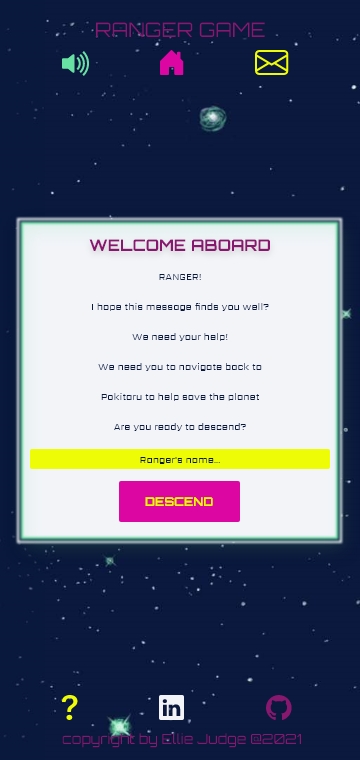 RANGER GAME
WELCOME ABOARD
RANGER!
I hope this message finds you well?
We need your help!
We need you to navigate back to
Pokitoru to help save the planet
Are you ready to descend?
Ranger's name...
DESCEND
?
in
copyright by Ellie Judge @2021